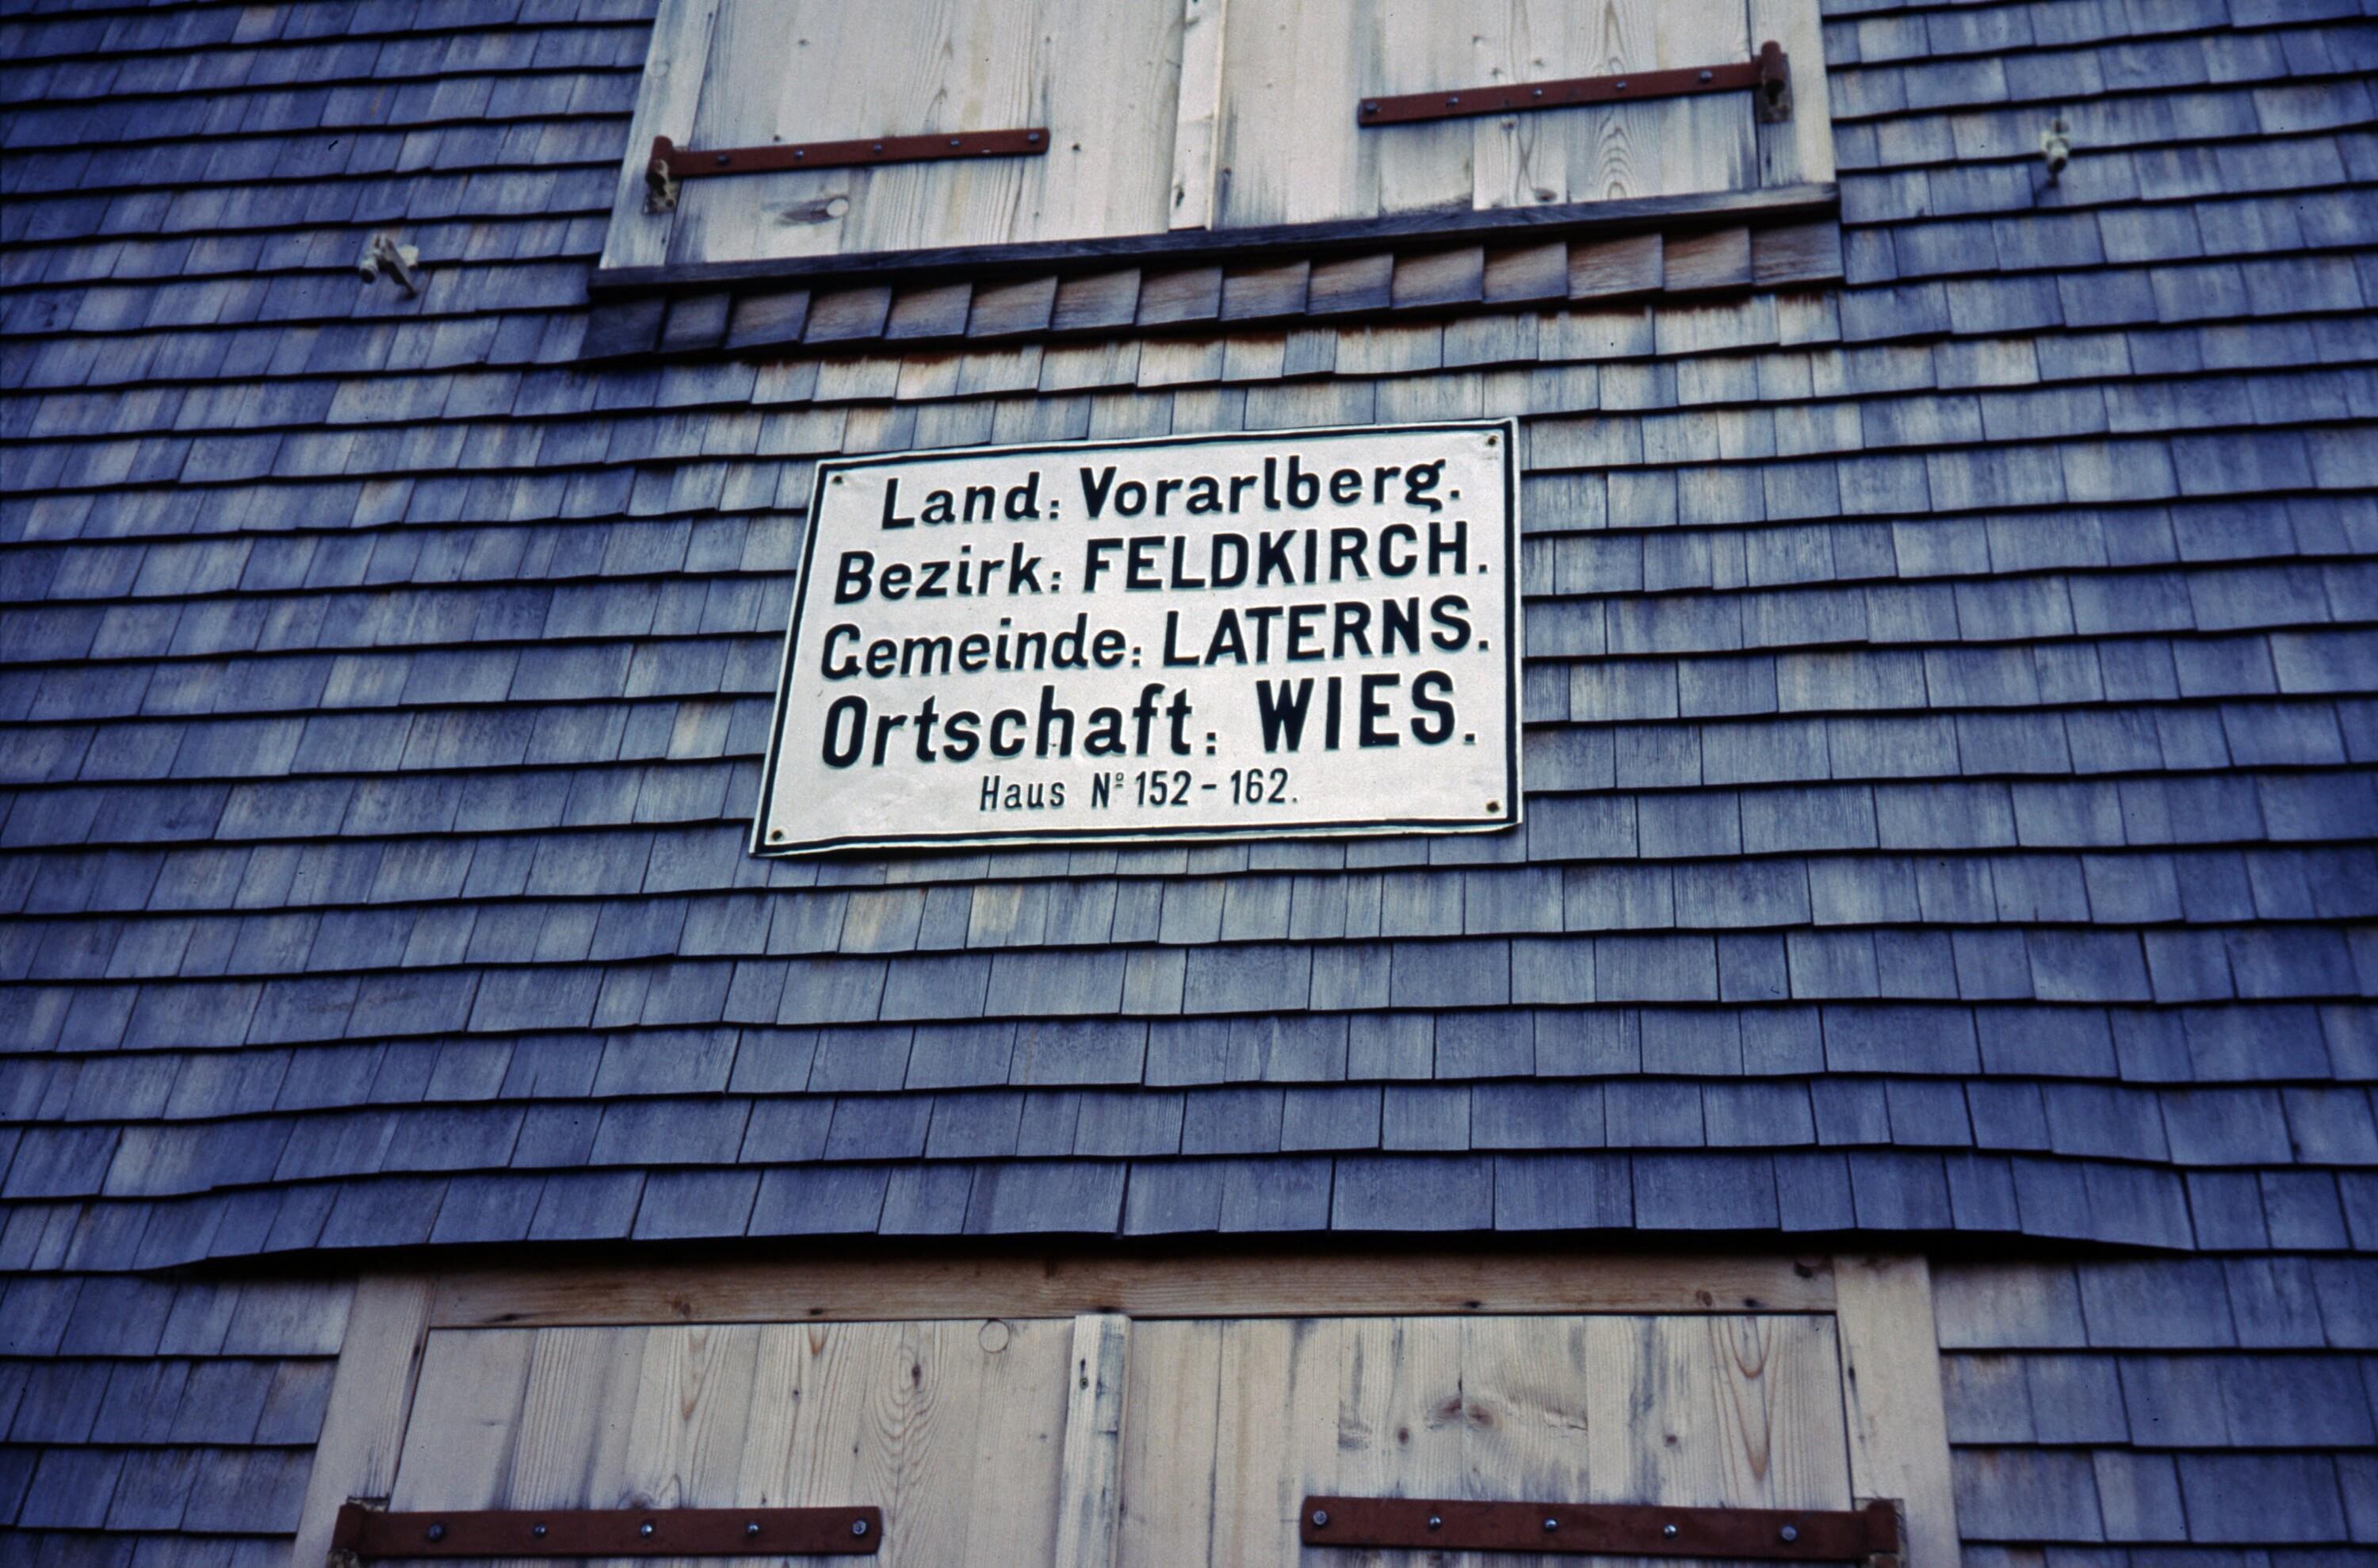 Land: Vorarlberg.
Bezirk: FELDKIRCH.
Gemeinde: LATERNS.
Ortschaft: WIES.
Haus Nº 152-162.